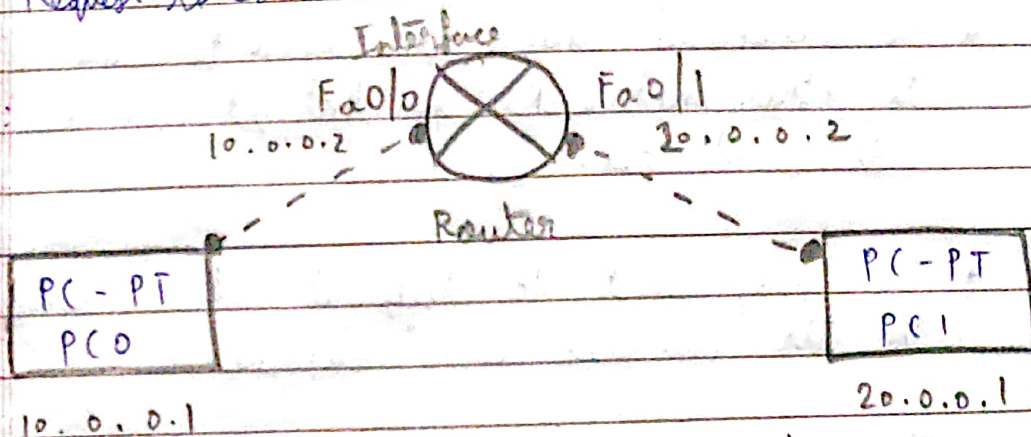 Interface
Fa0/0
Fa0/1
10.0.0.2
20.0.0.2
Router
PC-PT
PC0
PC-PT
PC1
10.0.0.1
20.0.0.1